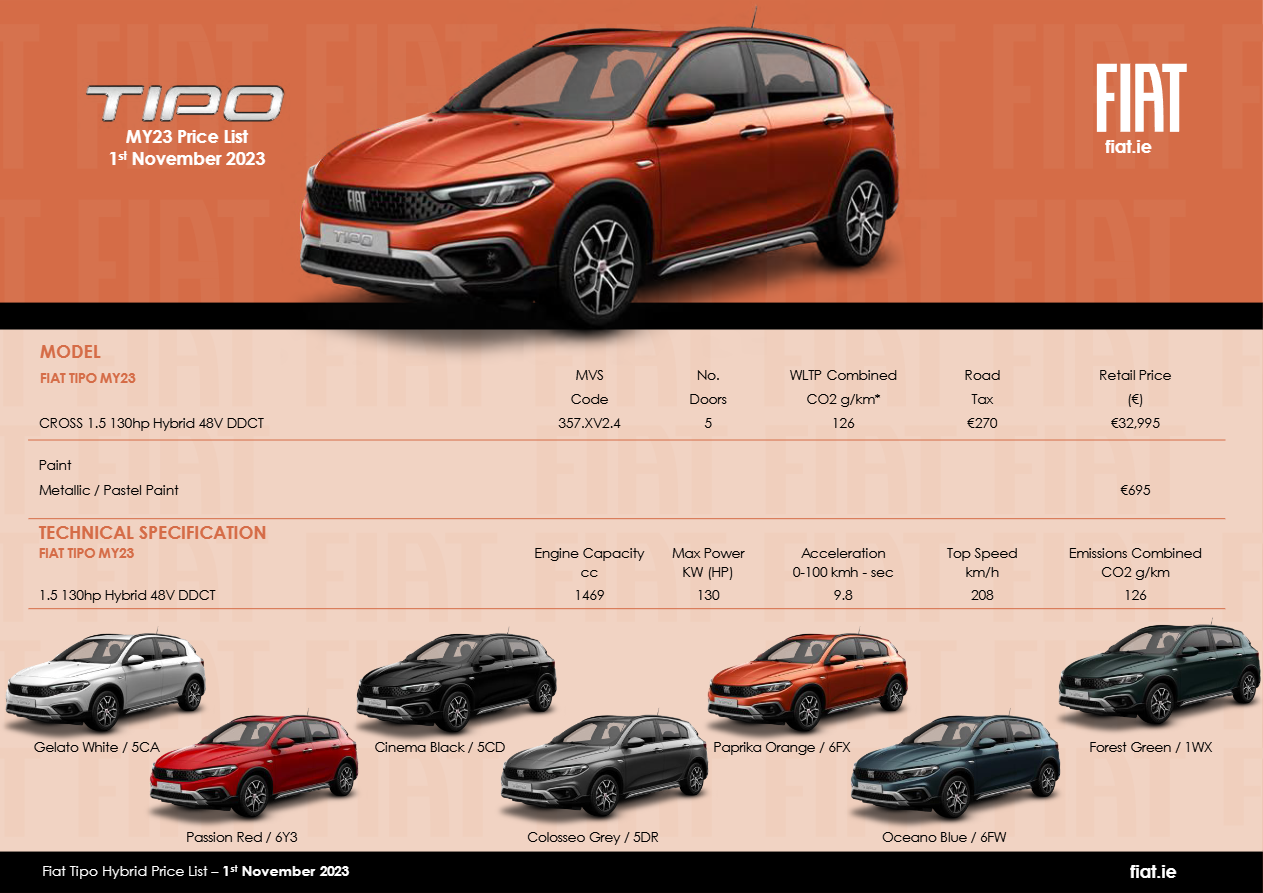 TIPO
MY23 Price List
1st November 2023
FIAT
fiat.ie
FIAT
TIPO
MODEL
FIAT TIPO MY23
MVS Code
No. Doors
WLTP Combined CO2 g/km*
Road Tax
Retail Price (€)
CROSS 1.5 130hp Hybrid 48V DDCT 357.XV2.4 5 126 €270 €32,995
Paint
Metallic / Pastel Paint €695
TECHNICAL SPECIFICATION
FIAT TIPO MY23
Engine Capacity cc
Max Power KW (HP)
Acceleration 0-100 kmh - sec
Top Speed km/h
Emissions Combined CO2 g/km
1.5 130hp Hybrid 48V DDCT 1469 130 9.8 208 126
Gelato White / 5CA
Cinema Black / 5CD
Paprika Orange / 6FX
Forest Green / 1WX
Passion Red / 6Y3
Colosseo Grey / 5DR
Oceano Blue / 6FW
Fiat Tipo Hybrid Price List – 1st November 2023
fiat.ie